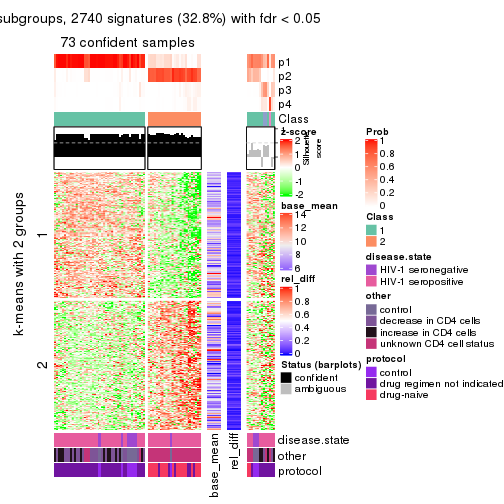 subgroups, 2740 signatures (32.8%) with fdr < 0.05
73 confident samples
p1
p2
p3
p4
Class
Silhouette
score
k-means with 2 groups
1
2
base_mean
rel_diff
disease.state
other
protocol
z-score
2
1
0
-1
-2
base_mean
14
12
10
8
6
rel_diff
1
0.8
0.6
0.4
0.2
0
Status (barplots)
confident
ambiguous
Prob
1
0.8
0.6
0.4
0.2
0
Class
1
2
disease.state
HIV-1 seronegative
HIV-1 seropositive
other
control
decrease in CD4 cells
increase in CD4 cells
unknown CD4 cell status
protocol
control
drug regimen not indicated
drug-naive